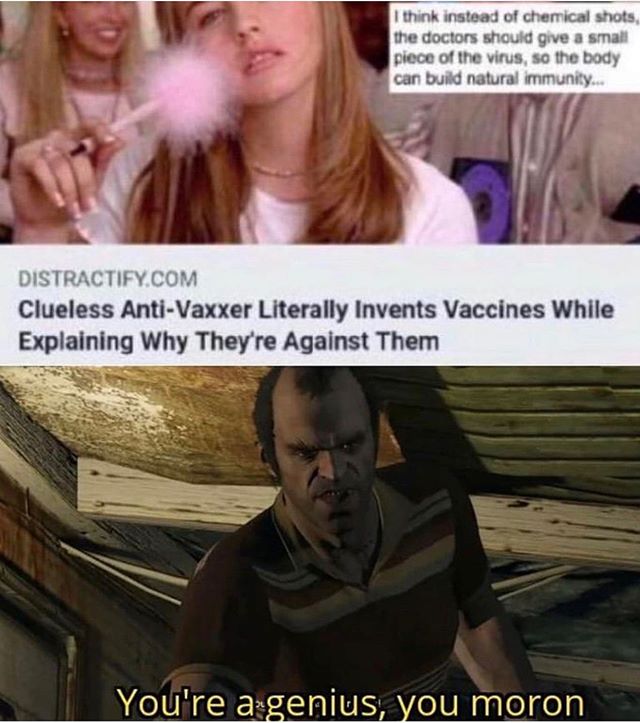 I think instead of chemical shots,
the doctors should give a small
piece of the virus, so the body
can build natural immunity...
DISTRACTIFY.COM
Clueless Anti-Vaxxer Literally Invents Vaccines While
Explaining Why They're Against Them
You're a genius, you moron